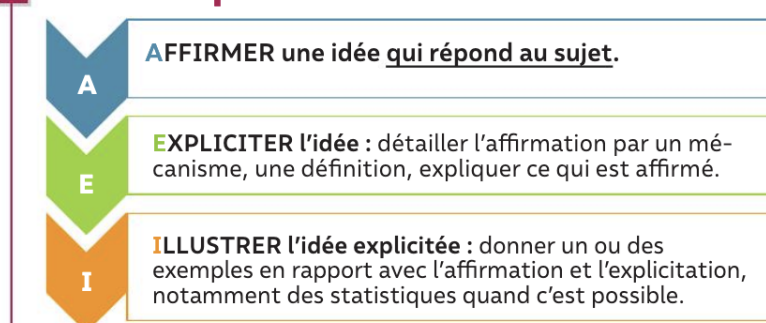 A
AFFIRMER une idée qui répond au sujet.
E
EXPLICITER l’idée : détailler l’affirmation par un mé-
canisme, une définition, expliquer ce qui est affirmé.
I
ILLUSTRER l’idée explicitée : donner un ou des
exemples en rapport avec l’affirmation et l’explicitation,
notamment des statistiques quand c’est possible.